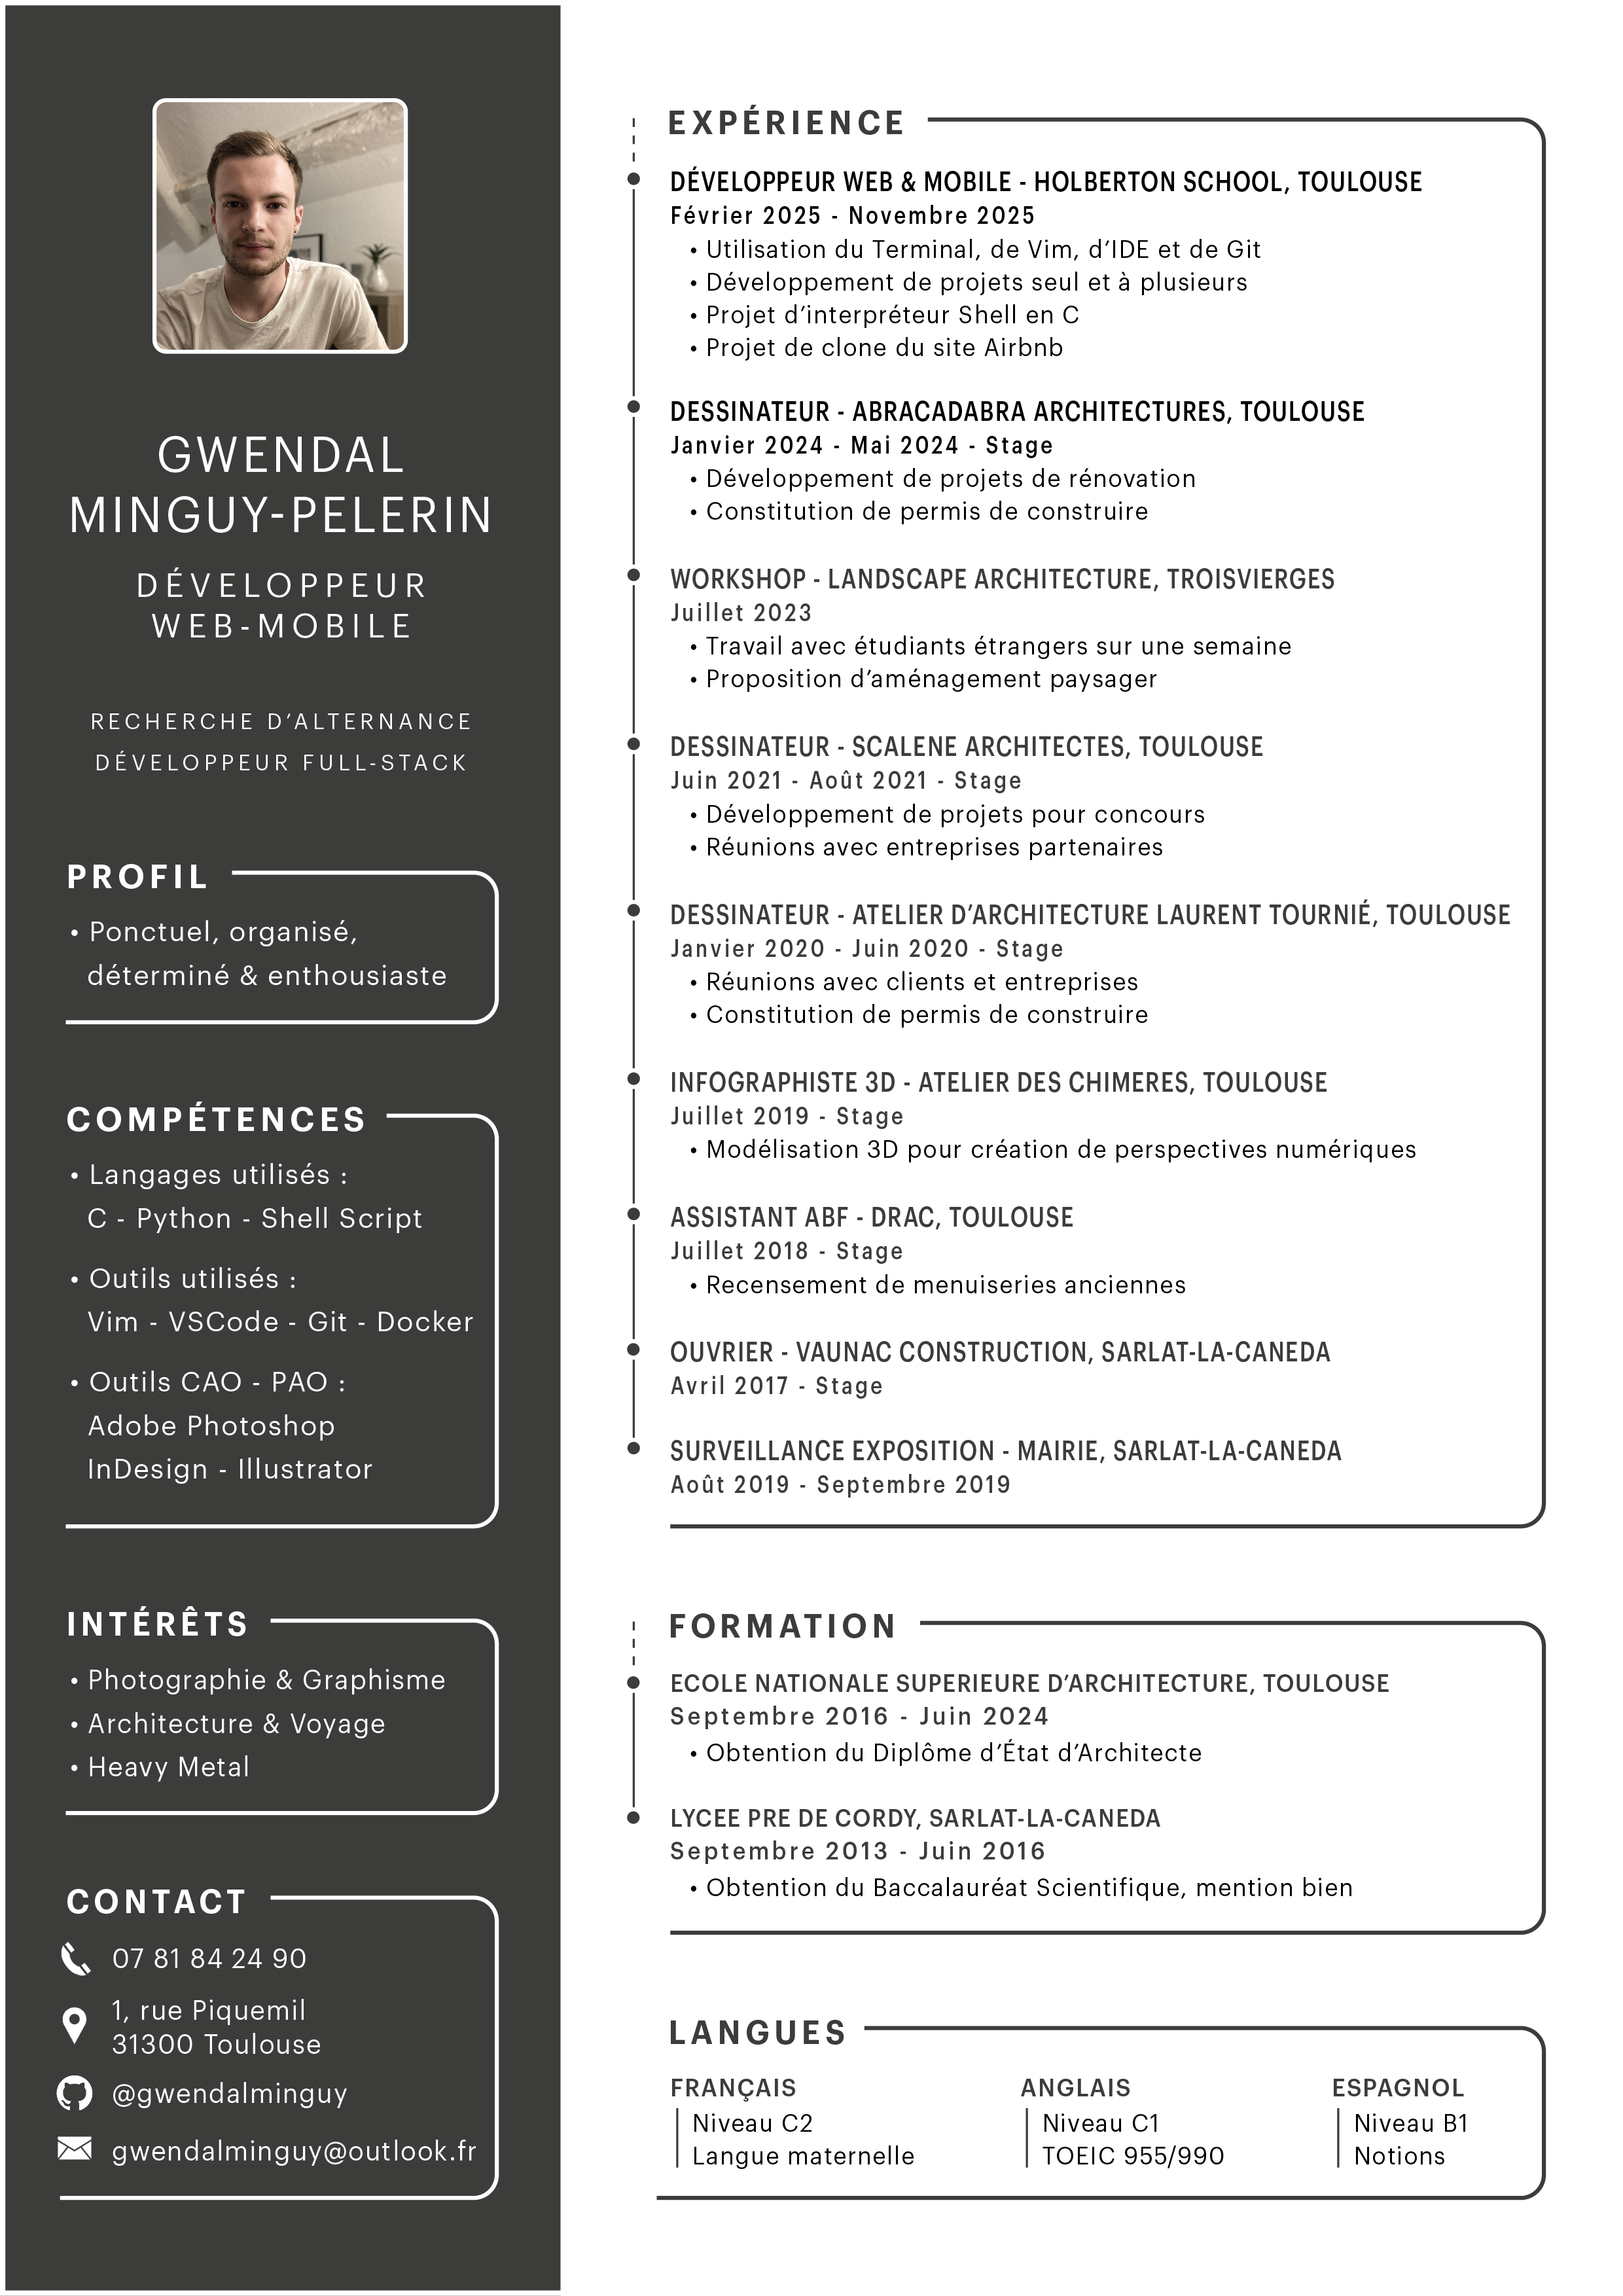 GWENDAL
MINGUY-PELERIN
DÉVELOPPEUR
WEB-MOBILE
RECHERCHE D’ALTERNANCE
DÉVELOPPEUR FULL-STACK
PROFIL
• Ponctuel, organisé,
déterminé & enthousiaste
COMPÉTENCES
• Langages utilisés :
C - Python - Shell Script
• Outils utilisés :
Vim - VSCode - Git - Docker
• Outils CAO - PAO :
Adobe Photoshop
InDesign - Illustrator
INTÉRÊTS
• Photographie & Graphisme
• Architecture & Voyage
• Heavy Metal
CONTACT
07 81 84 24 90
1, rue Piquemil
31300 Toulouse
@gwendalminguy
gwendalminguy@outlook.fr
EXPÉRIENCE
DÉVELOPPEUR WEB & MOBILE - HOLBERTON SCHOOL, TOULOUSE
Février 2025 - Novembre 2025
• Utilisation du Terminal, de Vim, d’IDE et de Git
• Développement de projets seul et à plusieurs
• Projet d’interpréteur Shell en C
• Projet de clone du site Airbnb
DESSINATEUR - ABRACADABRA ARCHITECTURES, TOULOUSE
Janvier 2024 - Mai 2024 - Stage
• Développement de projets de rénovation
• Constitution de permis de construire
WORKSHOP - LANDSCAPE ARCHITECTURE, TROISVIERGES
Juillet 2023
• Travail avec étudiants étrangers sur une semaine
• Proposition d’aménagement paysager
DESSINATEUR - SCALENE ARCHITECTES, TOULOUSE
Juin 2021 - Août 2021 - Stage
• Développement de projets pour concours
• Réunions avec entreprises partenaires
DESSINATEUR - ATELIER D’ARCHITECTURE LAURENT TOURNIÉ, TOULOUSE
Janvier 2020 - Juin 2020 - Stage
• Réunions avec clients et entreprises
• Constitution de permis de construire
INFOGRAPHISTE 3D - ATELIER DES CHIMERES, TOULOUSE
Juillet 2019 - Stage
• Modélisation 3D pour création de perspectives numériques
ASSISTANT ABF - DRAC, TOULOUSE
Juillet 2018 - Stage
• Recensement de menuiseries anciennes
OUVRIER - VAUNAC CONSTRUCTION, SARLAT-LA-CANEDA
Avril 2017 - Stage
SURVEILLANCE EXPOSITION - MAIRIE, SARLAT-LA-CANEDA
Août 2019 - Septembre 2019
FORMATION
ECOLE NATIONALE SUPERIEURE D’ARCHITECTURE, TOULOUSE
Septembre 2016 - Juin 2024
• Obtention du Diplôme d’État d’Architecte
LYCEE PRE DE CORDY, SARLAT-LA-CANEDA
Septembre 2013 - Juin 2016
• Obtention du Baccalauréat Scientifique, mention bien
LANGUES
FRANÇAIS
Niveau C2
Langue maternelle
ANGLAIS
Niveau C1
TOEIC 955/990
ESPAGNOL
Niveau B1
Notions